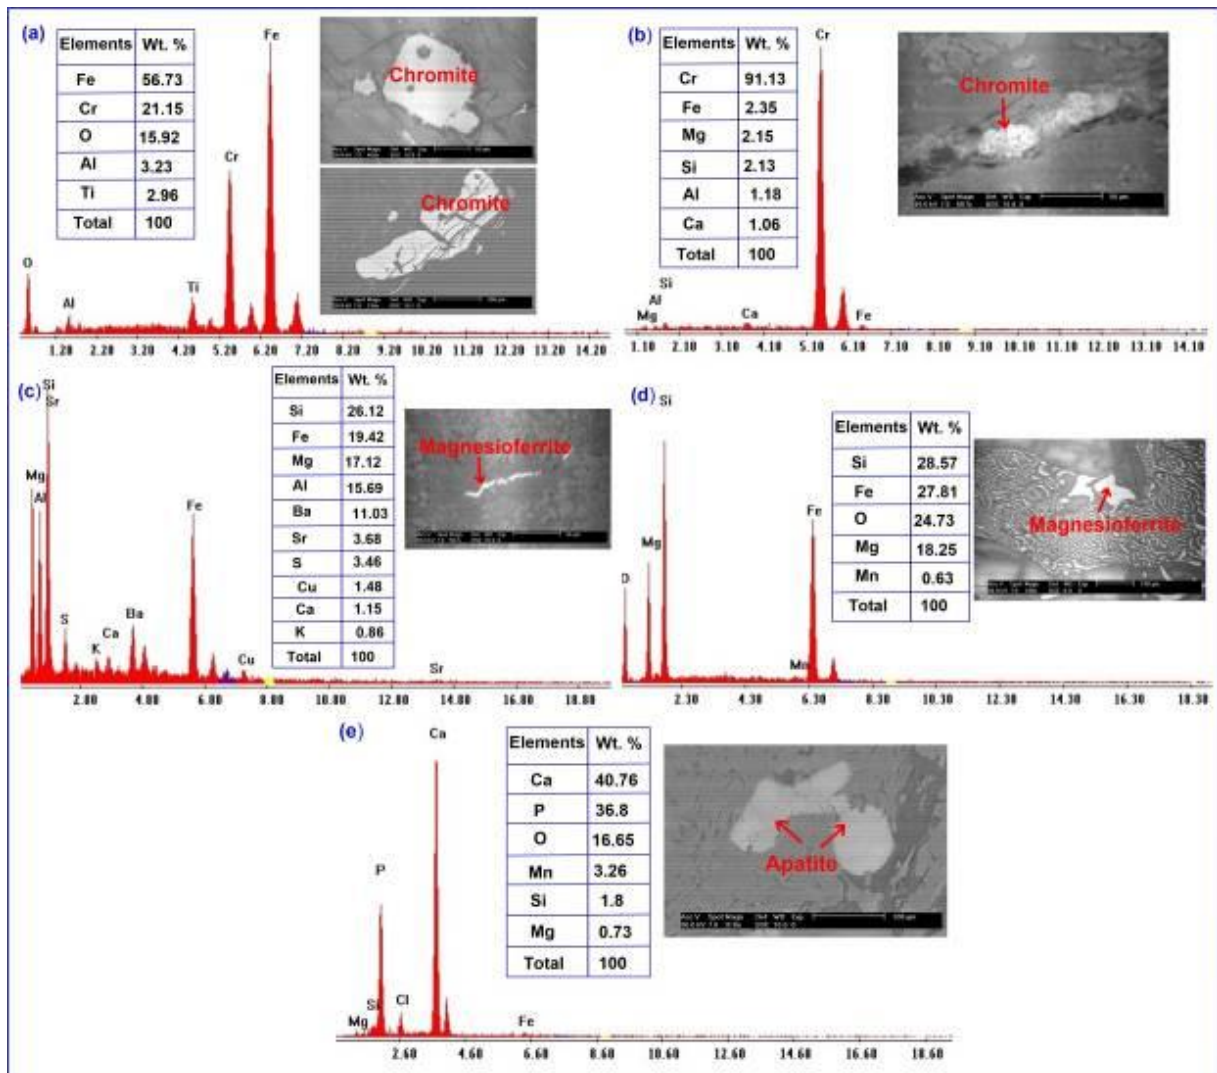 (a)
Elements Wt. %
Fe 56.73
Cr 21.15
O 15.92
Al 3.23
Ti 2.96
Total 100
Fe
Cr
O
Al
Ti
Chromite
Chromite
1.20 2.20 3.20 4.20 5.20 6.20 7.20 8.20 9.20 10.20 11.20 12.20 13.20 14.20
(b)
Elements Wt. %
Cr 91.13
Fe 2.35
Mg 2.15
Si 2.13
Al 1.18
Ca 1.06
Total 100
Cr
Si
Al
Mg
Ca
Fe
Chromite
1.10 2.10 3.10 4.10 5.10 6.10 7.10 8.10 9.10 10.10 11.10 12.10 13.10 14.10
(c)
Si
Sr
Elements Wt. %
Si 26.12
Fe 19.42
Mg 17.12
Al 15.69
Ba 11.03
Sr 3.68
S 3.46
Cu 1.48
Ca 1.15
K 0.86
Total 100
Mg
Al
Fe
S
K
Ca
Ba
Cu
Sr
Magnesioferrite
2.00 4.00 6.00 8.00 10.00 12.00 14.00 16.00 18.00
(d)
Si
Elements Wt. %
Si 28.57
Fe 27.81
O 24.73
Mg 18.25
Mn 0.63
Total 100
Fe
Mg
O
Mn
Magnesioferrite
2.30 4.30 6.30 8.30 10.30 12.30 14.30 16.30 18.30
(e)
Ca
Elements Wt. %
Ca 40.76
P 36.8
O 16.65
Mn 3.26
Si 1.8
Mg 0.73
Total 100
P
Si
Mg
Cl
Fe
Apatite
2.60 4.60 6.60 8.60 10.60 12.60 14.60 16.60 18.60